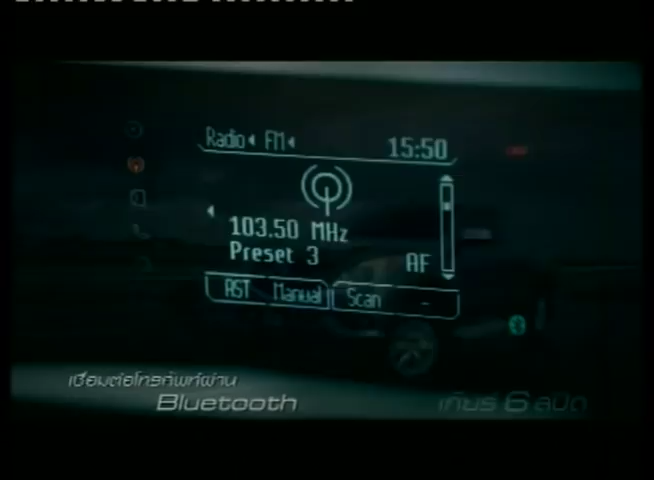 Radio FM 15:50
103.50 MHz
Preset 3 AF
AST Manual Scan -
เชื่อมต่อโทรศัพท์ผ่าน
Bluetooth
เกียร์ 6 สปีด